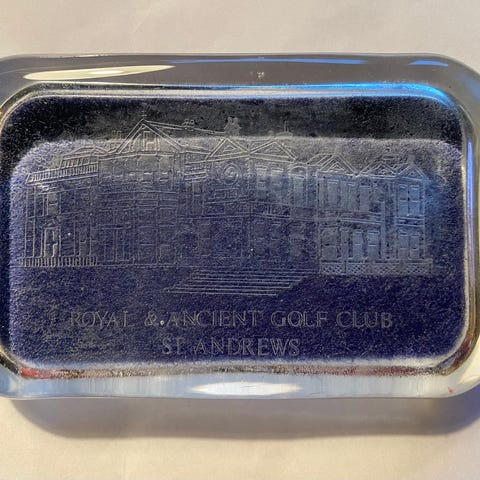 ROYAL & ANCIENT GOLF CLUB
ST. ANDREWS